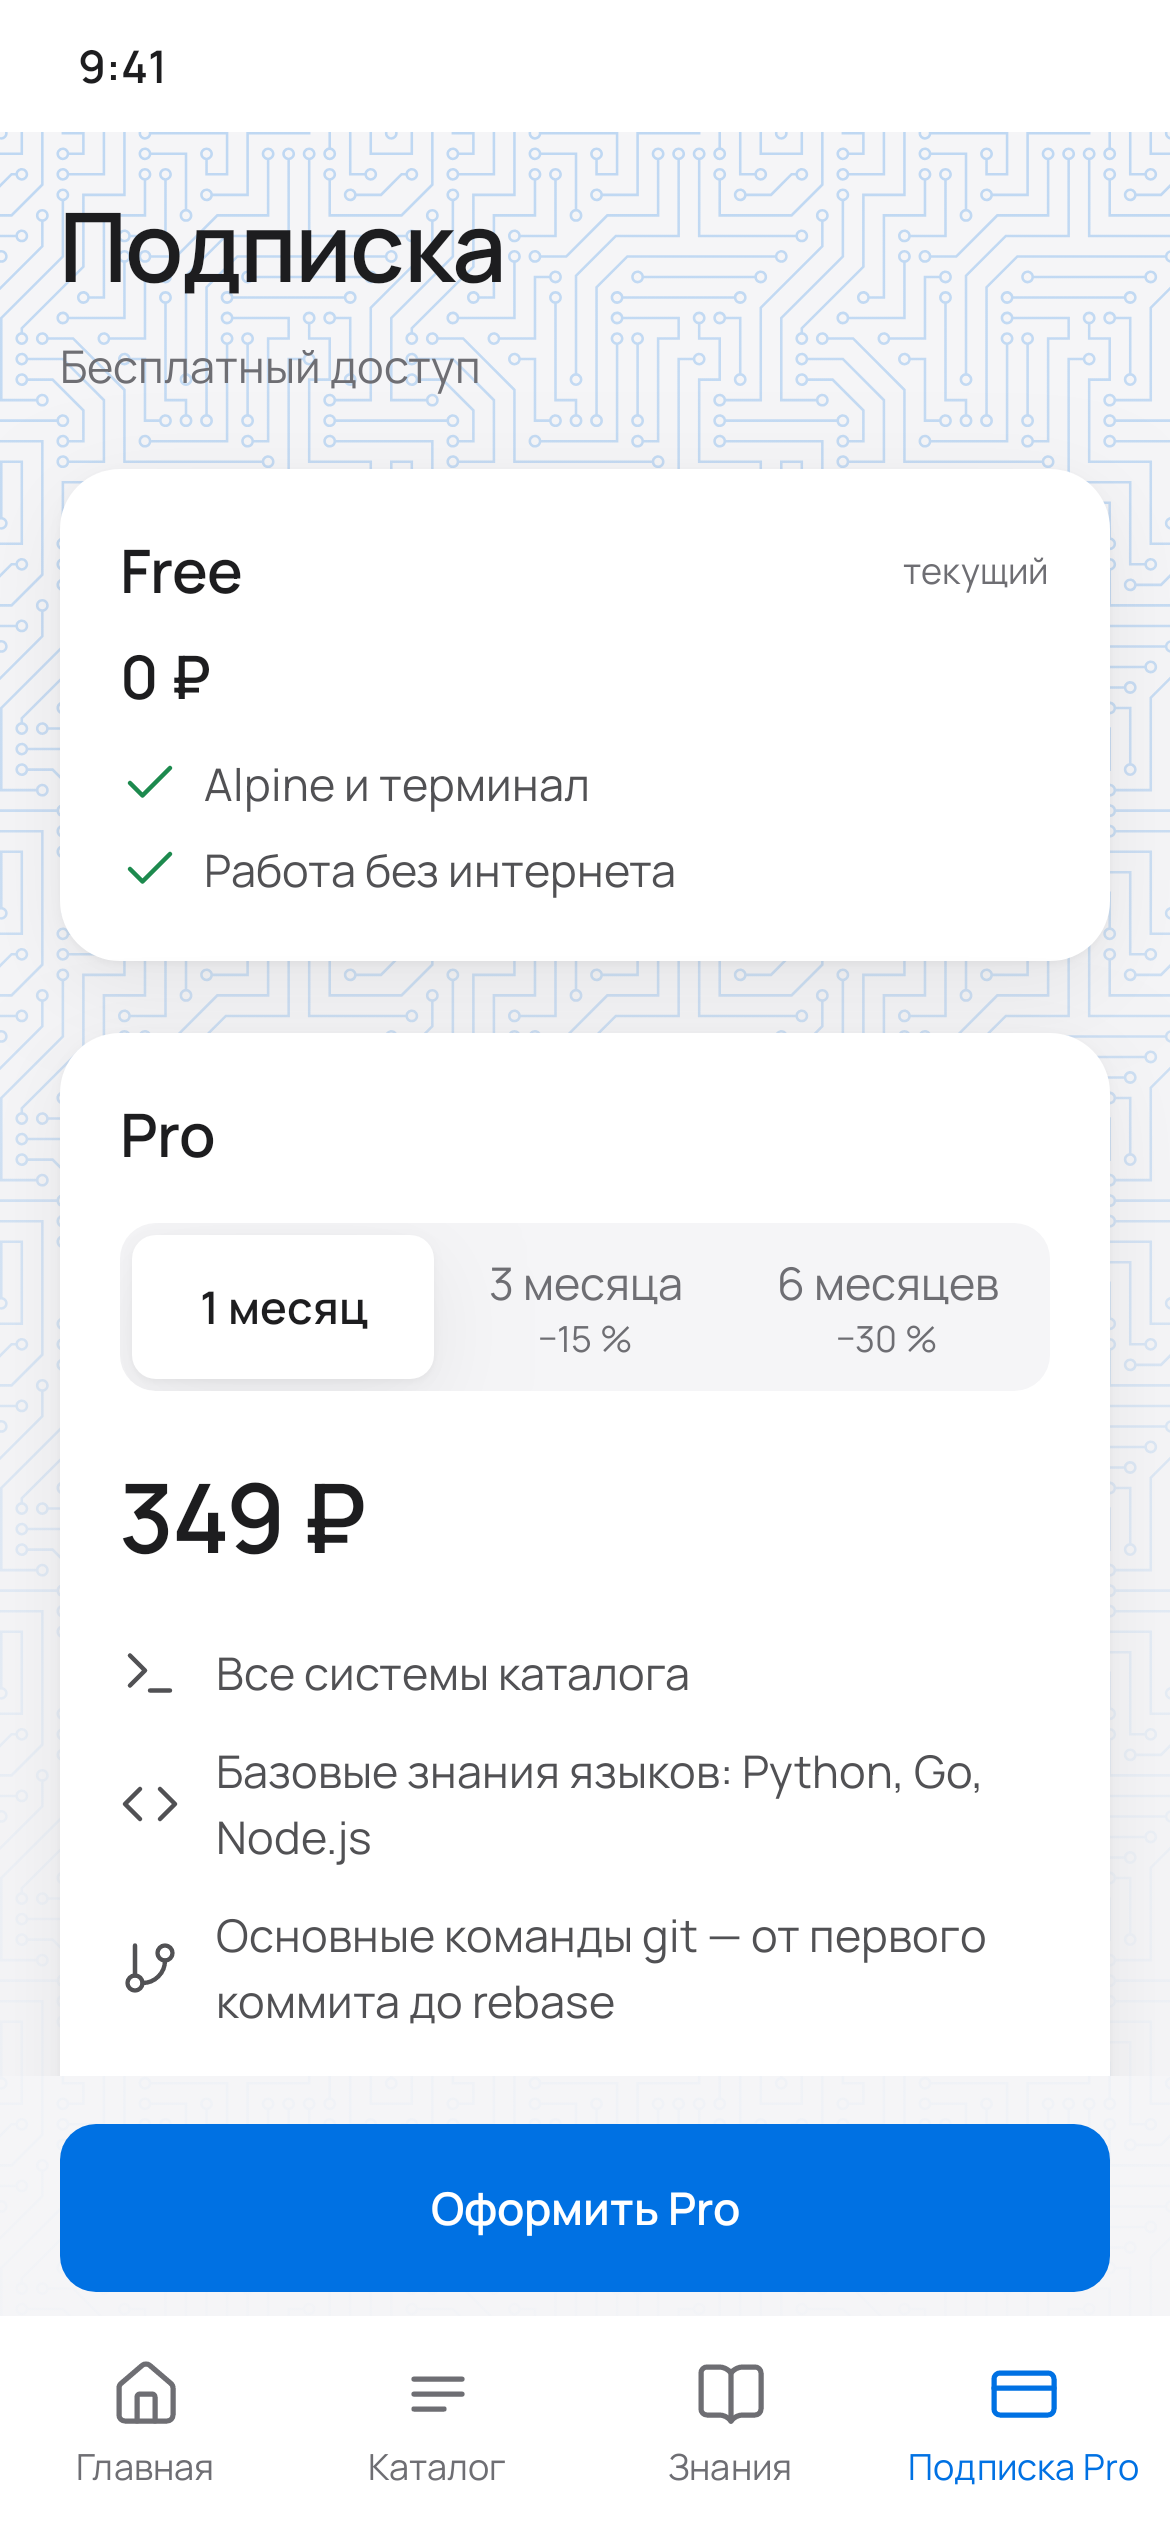 9:41
Подписка
Бесплатный доступ
Free
текущий
0 ₽
Alpine и терминал
Работа без интернета
Pro
1 месяц
3 месяца
−15 %
6 месяцев
−30 %
349 ₽
Все системы каталога
Базовые знания языков: Python, Go,
Node.js
Основные команды git — от первого
коммита до rebase
Оформить Pro
Главная
Каталог
Знания
Подписка Pro